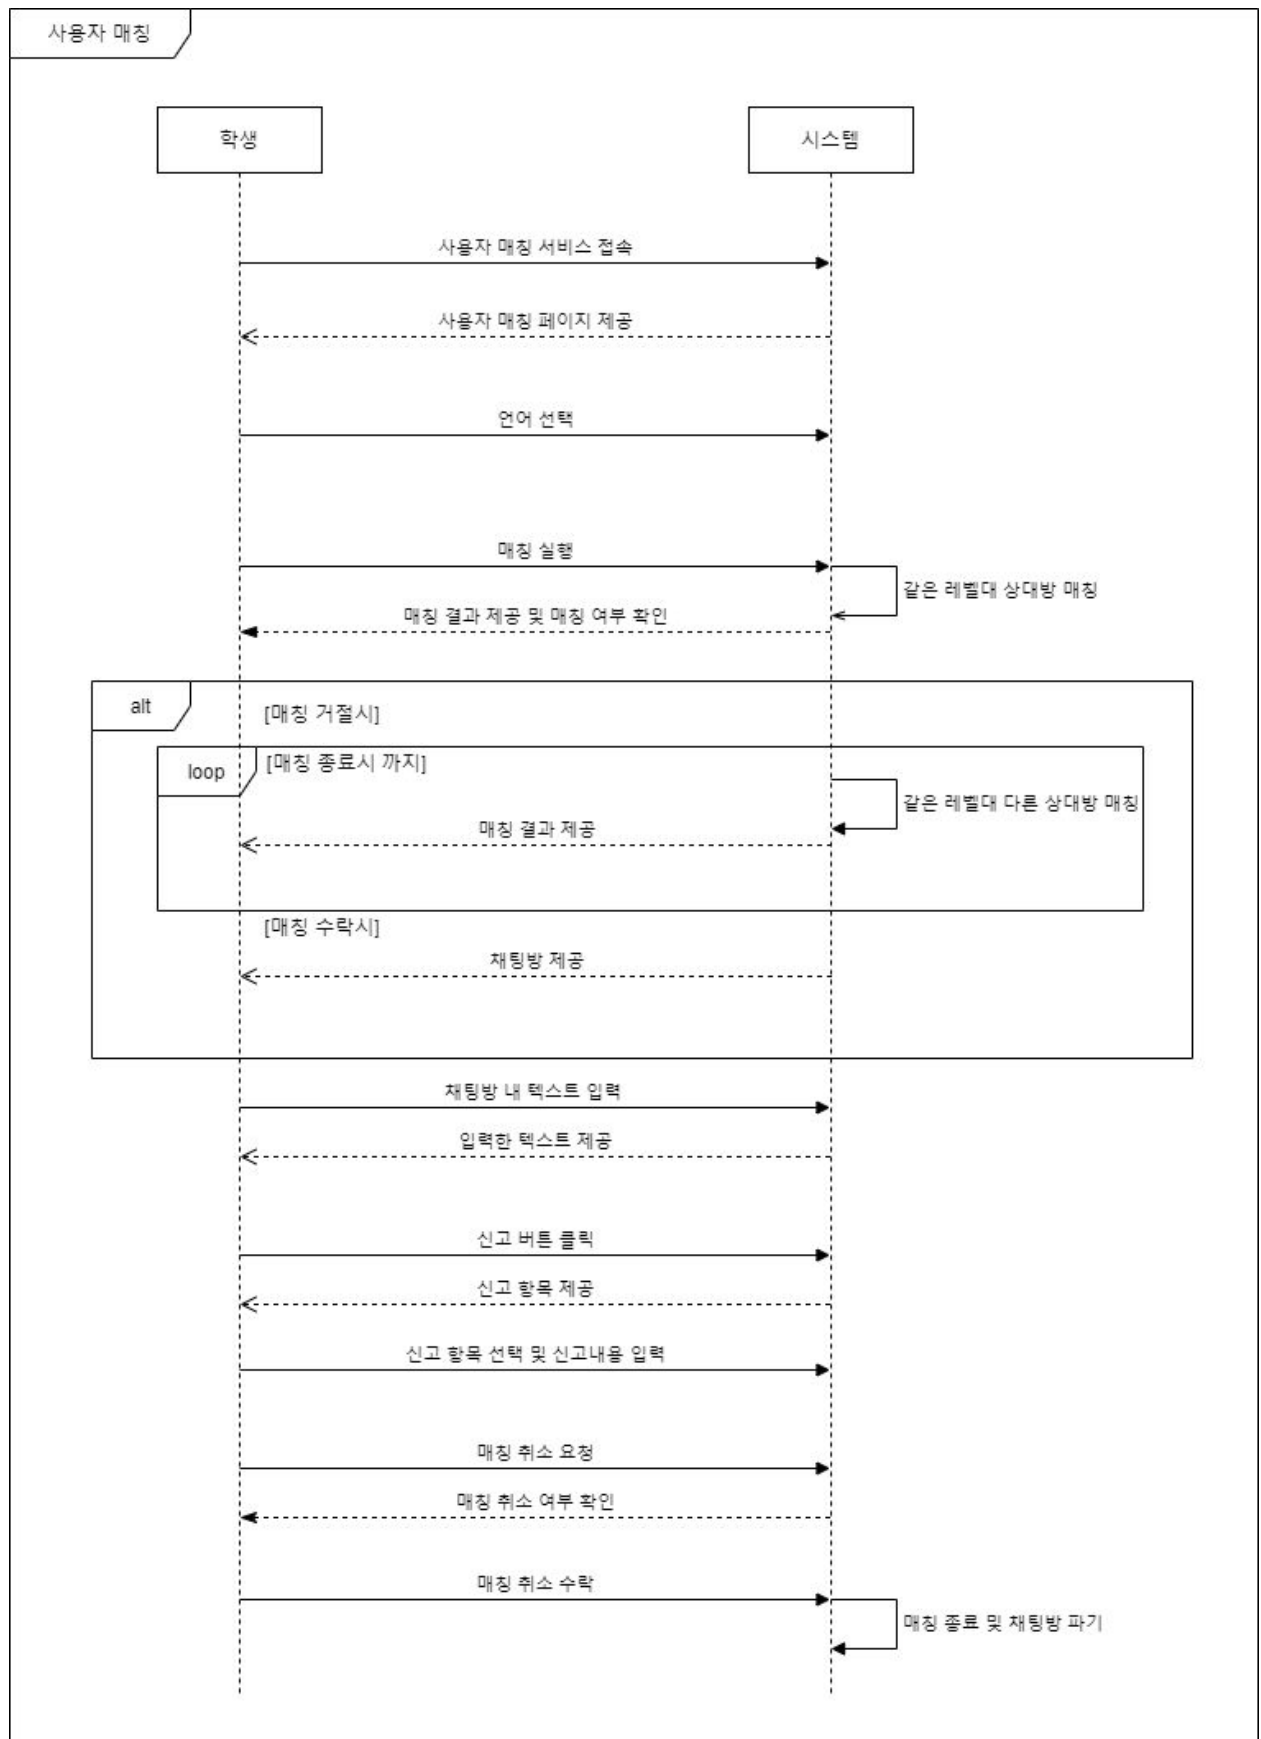 사용자 매칭
학생
시스템
사용자 매칭 서비스 접속
사용자 매칭 페이지 제공
언어 선택
매칭 실행
같은 레벨대 상대방 매칭
매칭 결과 제공 및 매칭 여부 확인
alt
[매칭 거절시]
loop
[매칭 종료시 까지]
같은 레벨대 다른 상대방 매칭
매칭 결과 제공
[매칭 수락시]
채팅방 제공
채팅방 내 텍스트 입력
입력한 텍스트 제공
신고 버튼 클릭
신고 항목 제공
신고 항목 선택 및 신고내용 입력
매칭 취소 요청
매칭 취소 여부 확인
매칭 취소 수락
매칭 종료 및 채팅방 파기